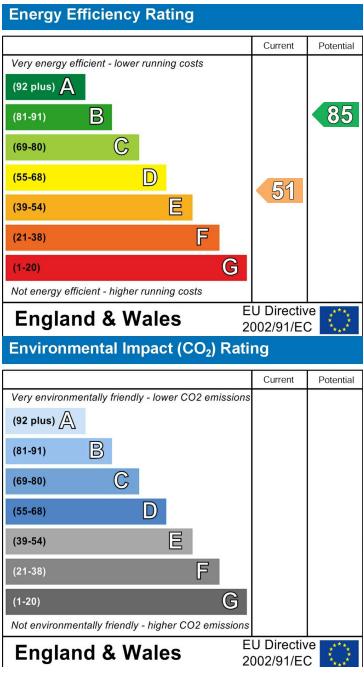 Energy Efficiency Rating
Current Potential
Very energy efficient - lower running costs
(92 plus) A
(81-91) B
85
(69-80) C
(55-68) D
51
(39-54) E
(21-38) F
(1-20) G
Not energy efficient - higher running costs
England & Wales
EU Directive
2002/91/EC
Environmental Impact (CO₂) Rating
Current Potential
Very environmentally friendly - lower CO2 emissions
(92 plus) A
(81-91) B
(69-80) C
(55-68) D
(39-54) E
(21-38) F
(1-20) G
Not environmentally friendly - higher CO2 emissions
England & Wales
EU Directive
2002/91/EC